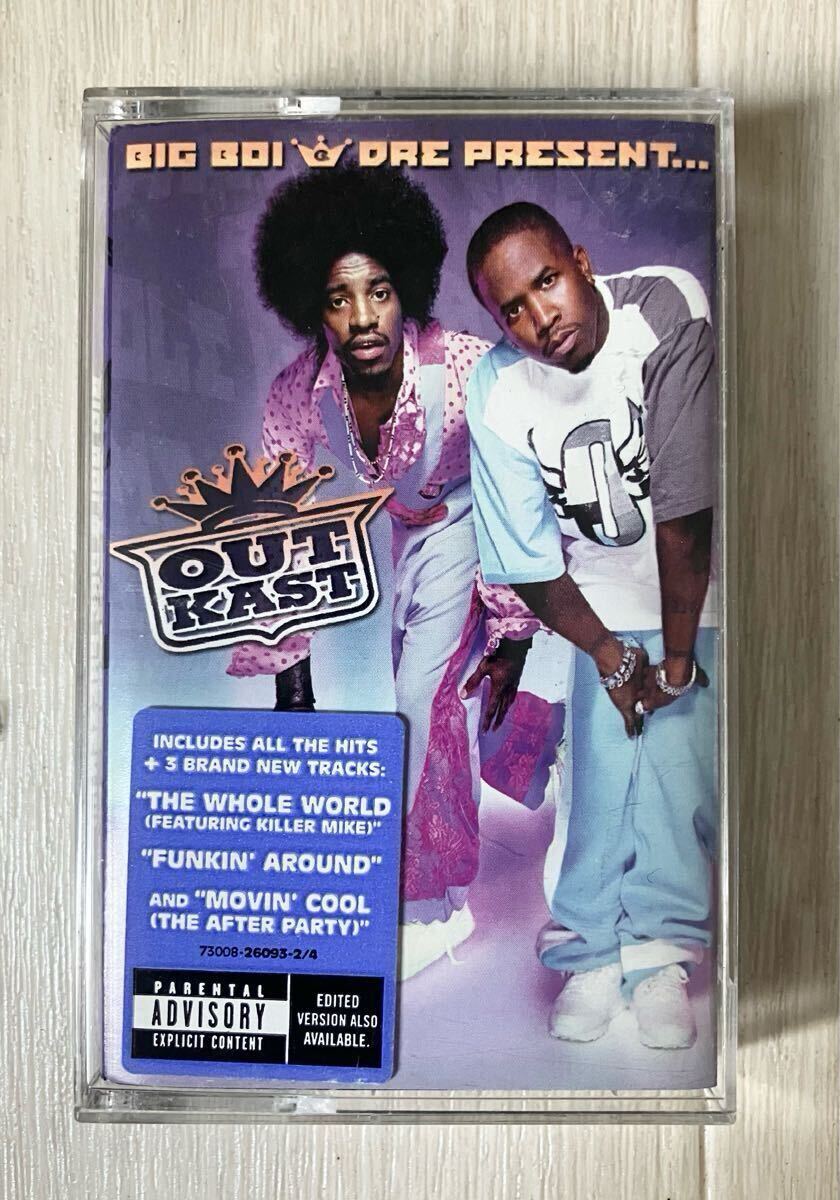 BIG BOI & DRE PRESENT...
OUT
KAST
INCLUDES ALL THE HITS
+ 3 BRAND NEW TRACKS:
"THE WHOLE WORLD
(FEATURING KILLER MIKE)"
"FUNKIN' AROUND"
AND "MOVIN' COOL
(THE AFTER PARTY)"
73008-26093-2/4
PARENTAL
ADVISORY
EXPLICIT CONTENT
EDITED
VERSION ALSO
AVAILABLE.